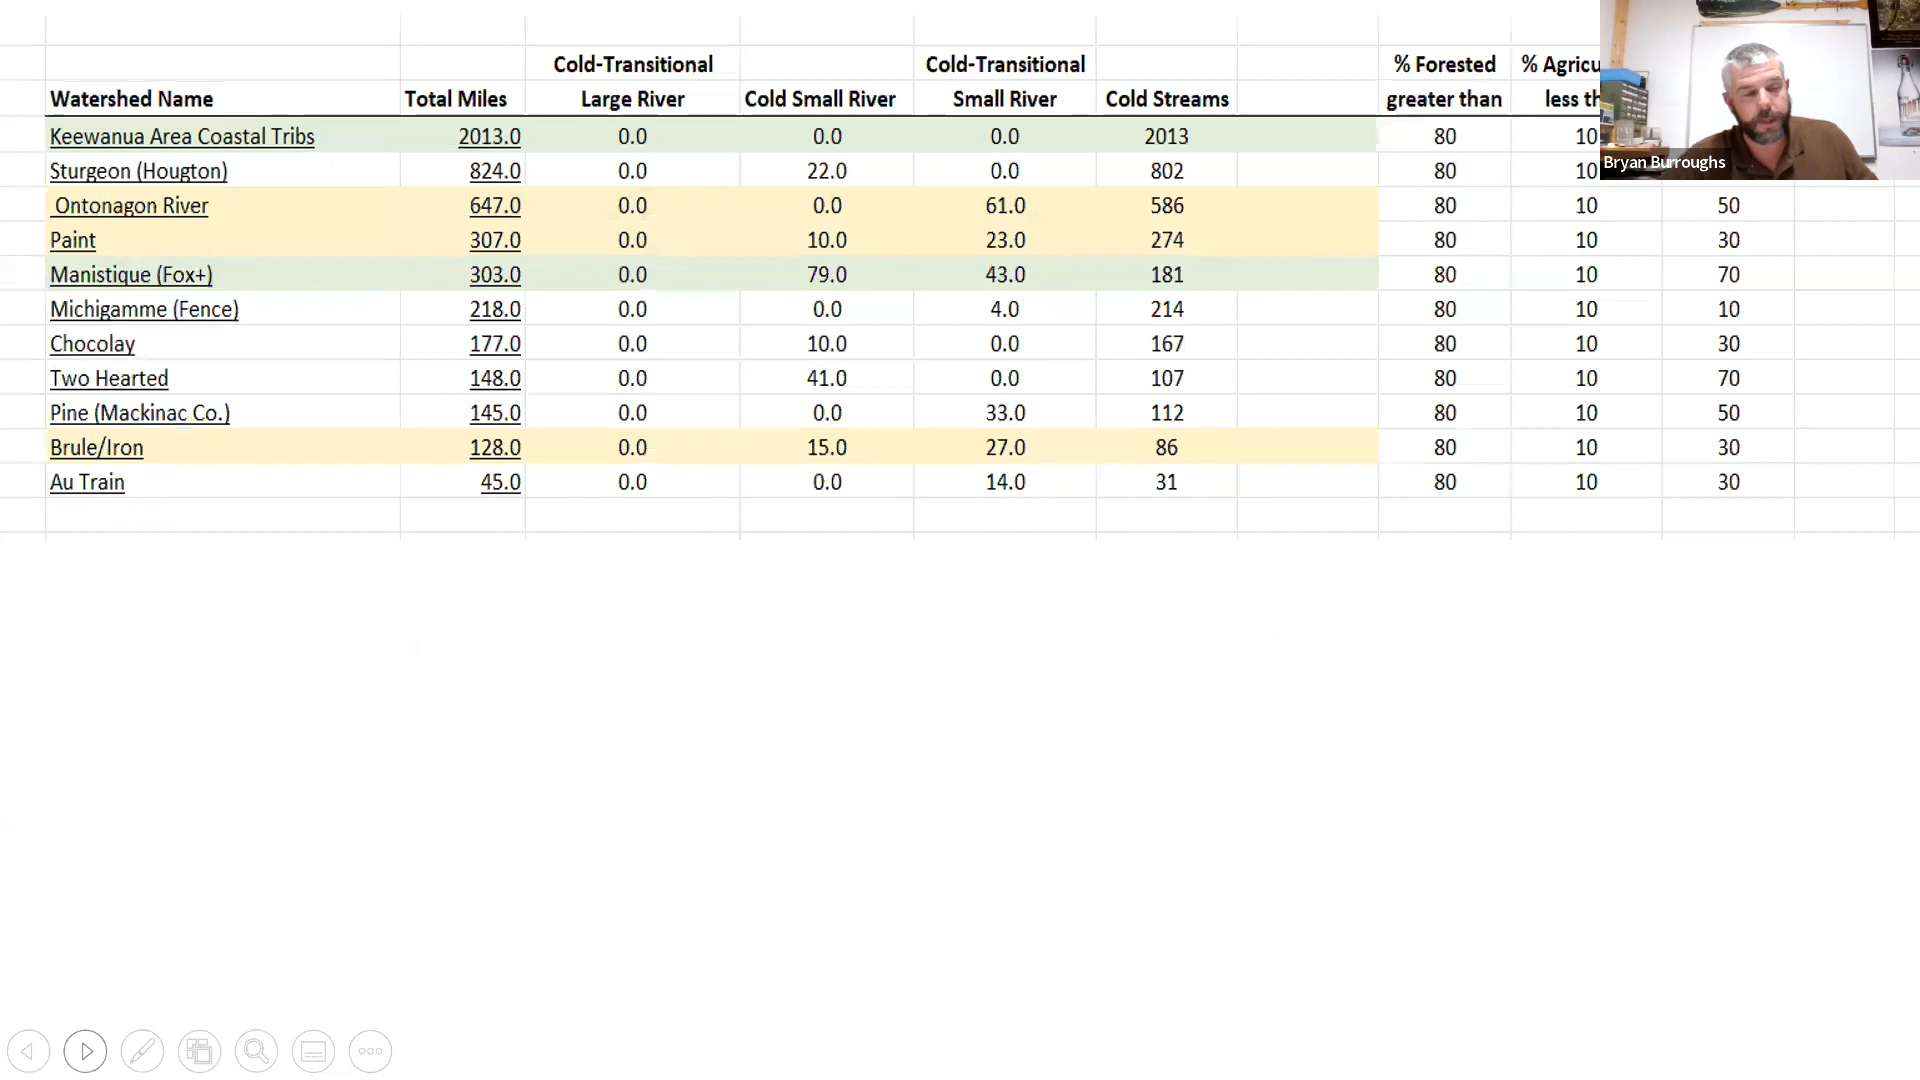 Cold-Transitional Cold-Transitional % Forested % Agricu
Watershed Name Total Miles Large River Cold Small River Small River Cold Streams greater than less th
Keewanua Area Coastal Tribs 2013.0 0.0 0.0 0.0 2013 80 10
Sturgeon (Hougton) 824.0 0.0 22.0 0.0 802 80 10
Bryan Burroughs
Ontonagon River 647.0 0.0 0.0 61.0 586 80 10 50
Paint 307.0 0.0 10.0 23.0 274 80 10 30
Manistique (Fox+) 303.0 0.0 79.0 43.0 181 80 10 70
Michigamme (Fence) 218.0 0.0 0.0 4.0 214 80 10 10
Chocolay 177.0 0.0 10.0 0.0 167 80 10 30
Two Hearted 148.0 0.0 41.0 0.0 107 80 10 70
Pine (Mackinac Co.) 145.0 0.0 0.0 33.0 112 80 10 50
Brule/Iron 128.0 0.0 15.0 27.0 86 80 10 30
Au Train 45.0 0.0 0.0 14.0 31 80 10 30